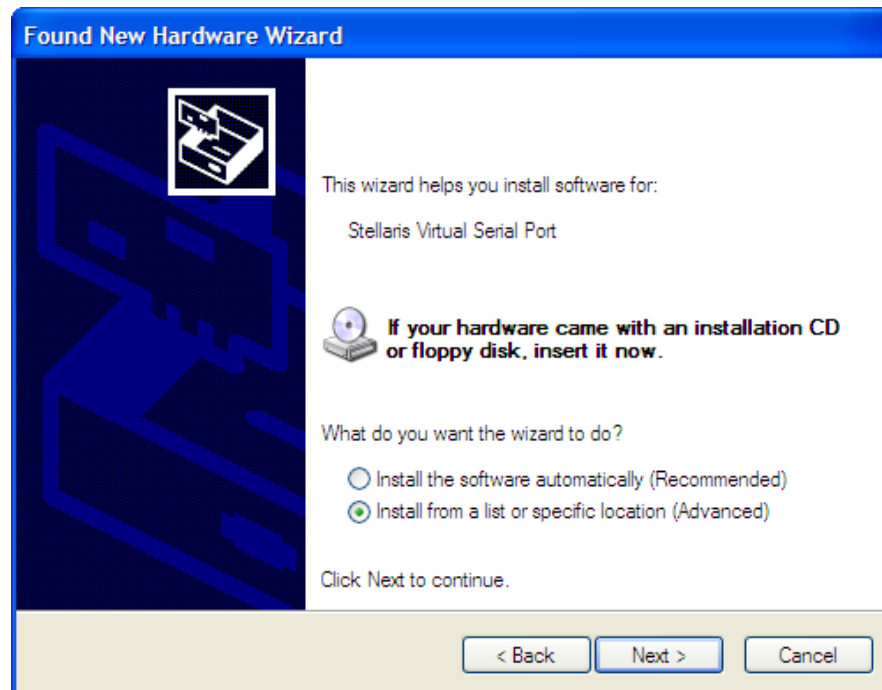 Found New Hardware Wizard
This wizard helps you install software for:
Stellaris Virtual Serial Port
If your hardware came with an installation CD
or floppy disk, insert it now.
What do you want the wizard to do?
Install the software automatically (Recommended)
Install from a list or specific location (Advanced)
Click Next to continue.
< Back
Next >
Cancel